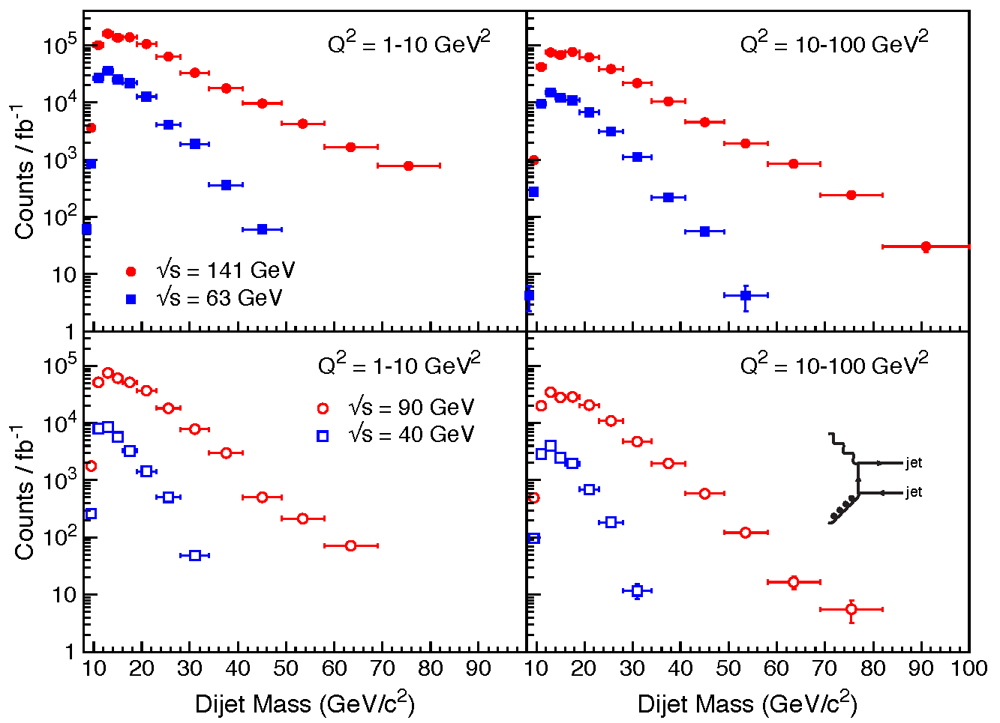 Q² = 1-10 GeV²
Q² = 10-100 GeV²
Counts / fb⁻¹
10⁵
10⁴
10³
10²
10
1
√s = 141 GeV
√s = 63 GeV
Q² = 1-10 GeV²
Q² = 10-100 GeV²
Counts / fb⁻¹
10⁵
10⁴
10³
10²
10
1
√s = 90 GeV
√s = 40 GeV
jet
jet
10 20 30 40 50 60 70 80 90 10 20 30 40 50 60 70 80 90 100
Dijet Mass (GeV/c²) Dijet Mass (GeV/c²)